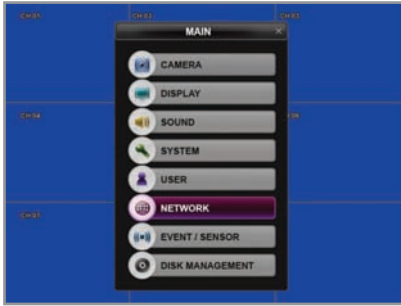 CH 01
CH 02
CH 03
MAIN
CAMERA
DISPLAY
SOUND
CH 04
SYSTEM
USER
NETWORK
CH 07
EVENT / SENSOR
DISK MANAGEMENT